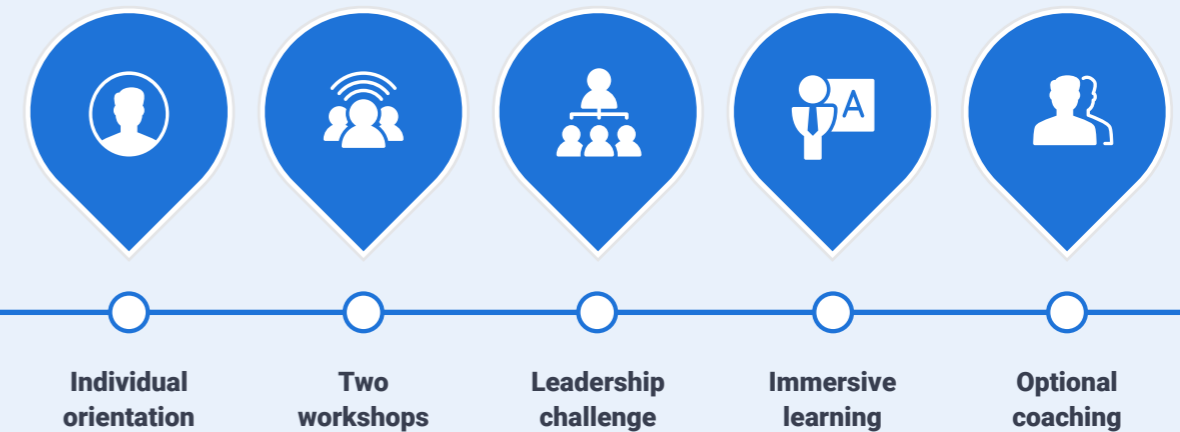 A
Individual
orientation
Two
workshops
Leadership
challenge
Immersive
learning
Optional
coaching